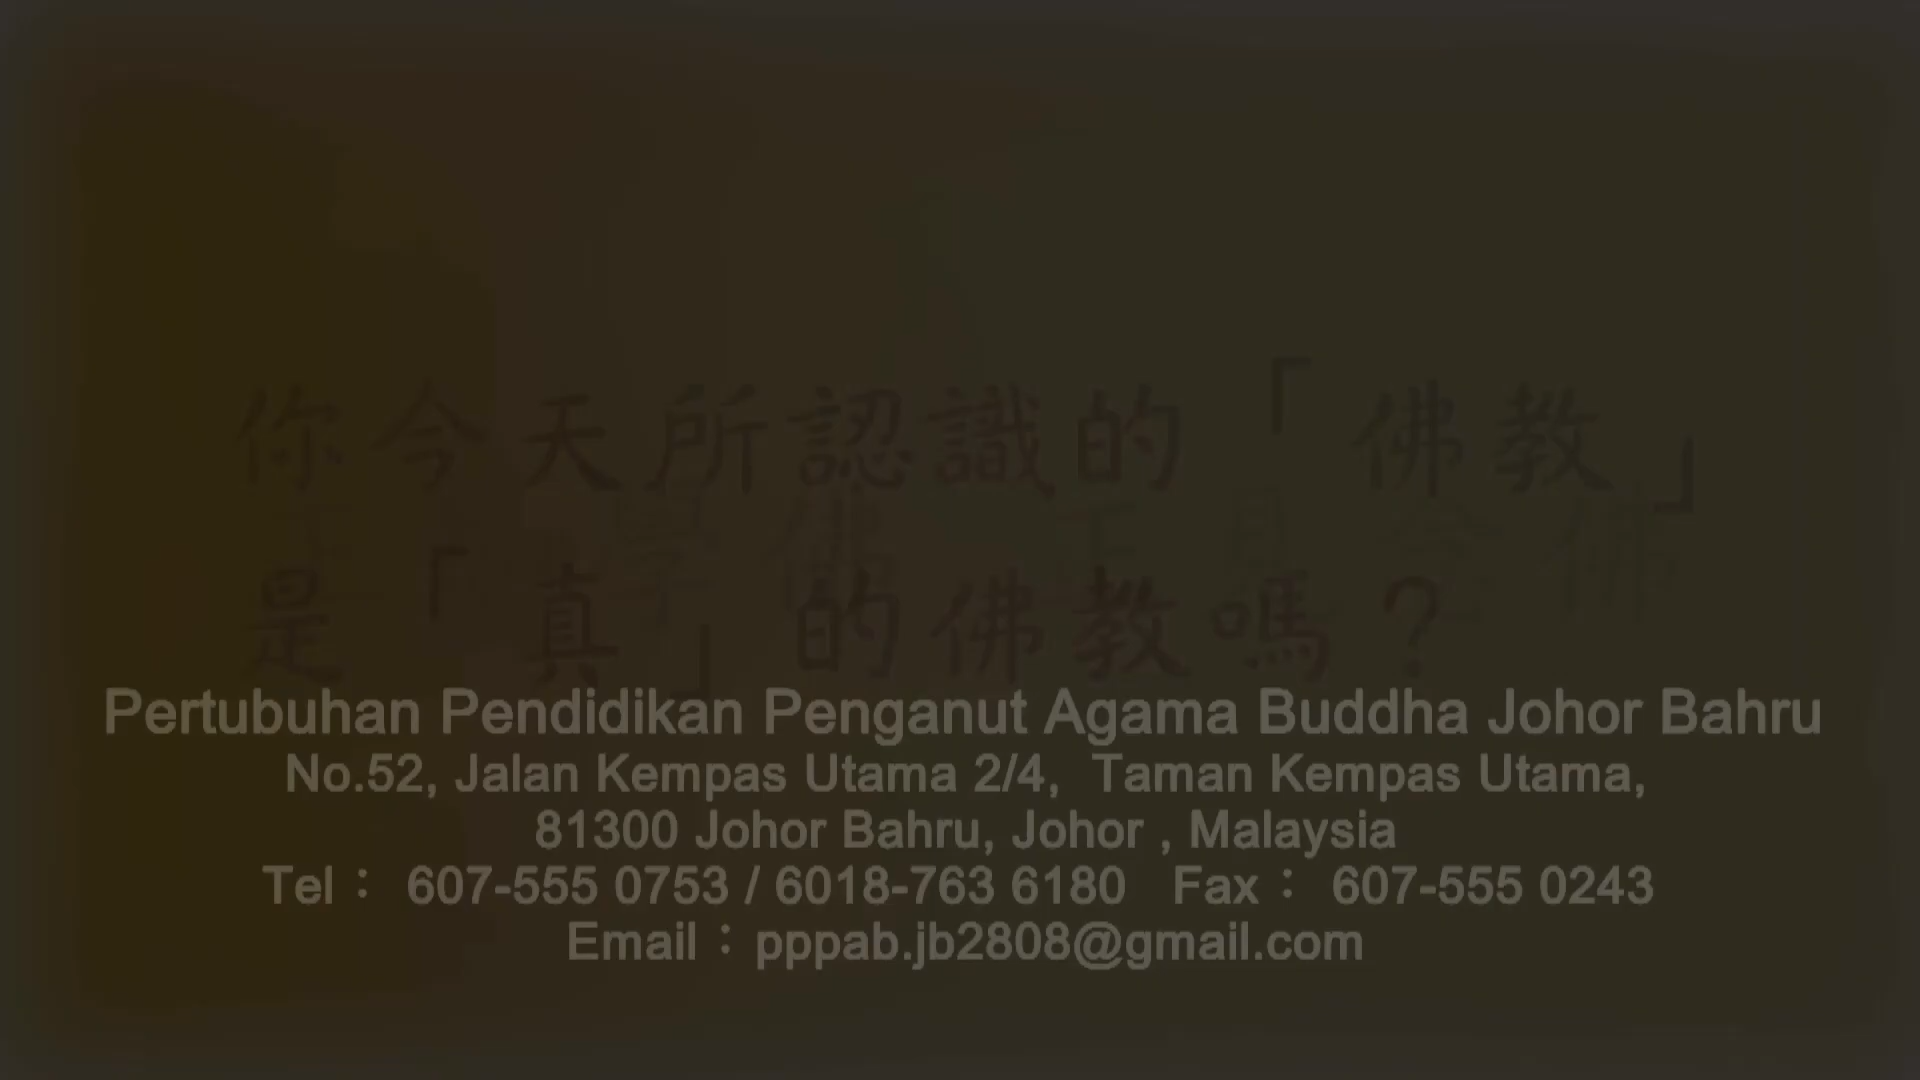 你今天所認識的「佛教」
是「真」的佛教嗎？
Pertubuhan Pendidikan Penganut Agama Buddha Johor Bahru
No.52, Jalan Kempas Utama 2/4, Taman Kempas Utama,
81300 Johor Bahru, Johor , Malaysia
Tel： 607-555 0753 / 6018-763 6180 Fax： 607-555 0243
Email：pppab.jb2808@gmail.com